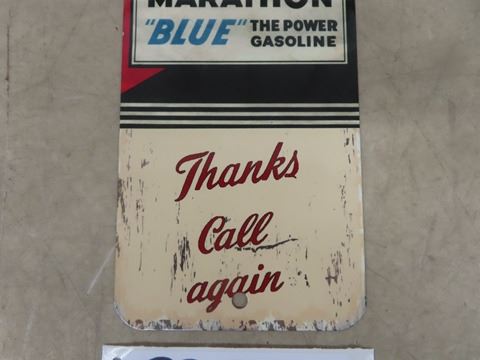 MARATHON
"BLUE" THE POWER
GASOLINE
Thanks
Call
again